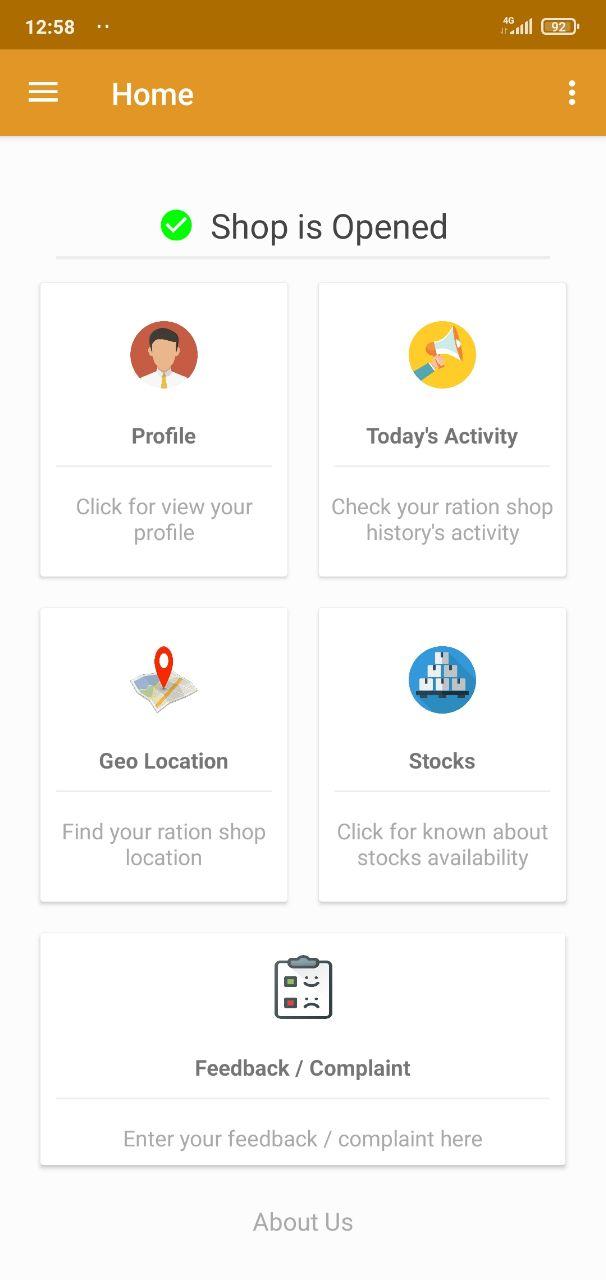 12:58
4G
92
Home
Shop is Opened
Profile
Click for view your
profile
Today's Activity
Check your ration shop
history's activity
Geo Location
Find your ration shop
location
Stocks
Click for known about
stocks availability
Feedback / Complaint
Enter your feedback / complaint here
About Us